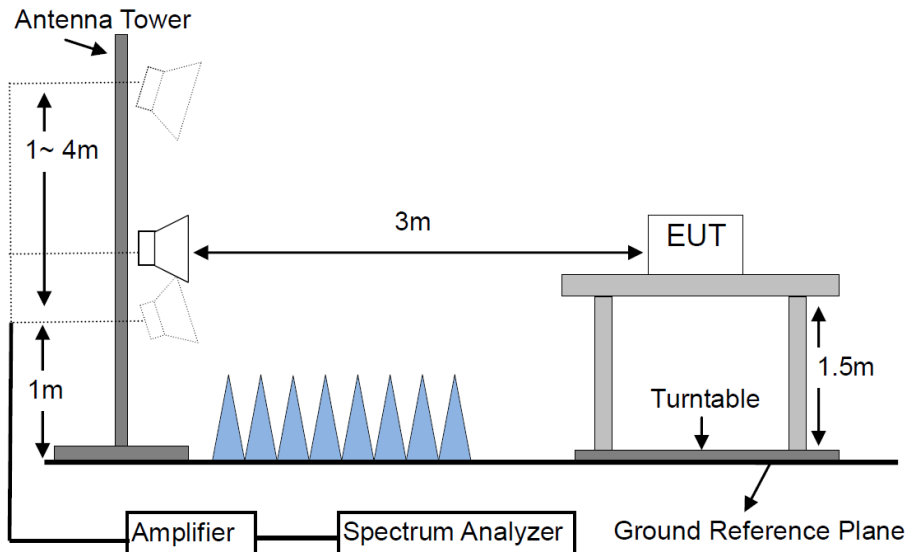 Antenna Tower
1~ 4m
3m
EUT
1m
1.5m
Turntable
Amplifier
Spectrum Analyzer
Ground Reference Plane